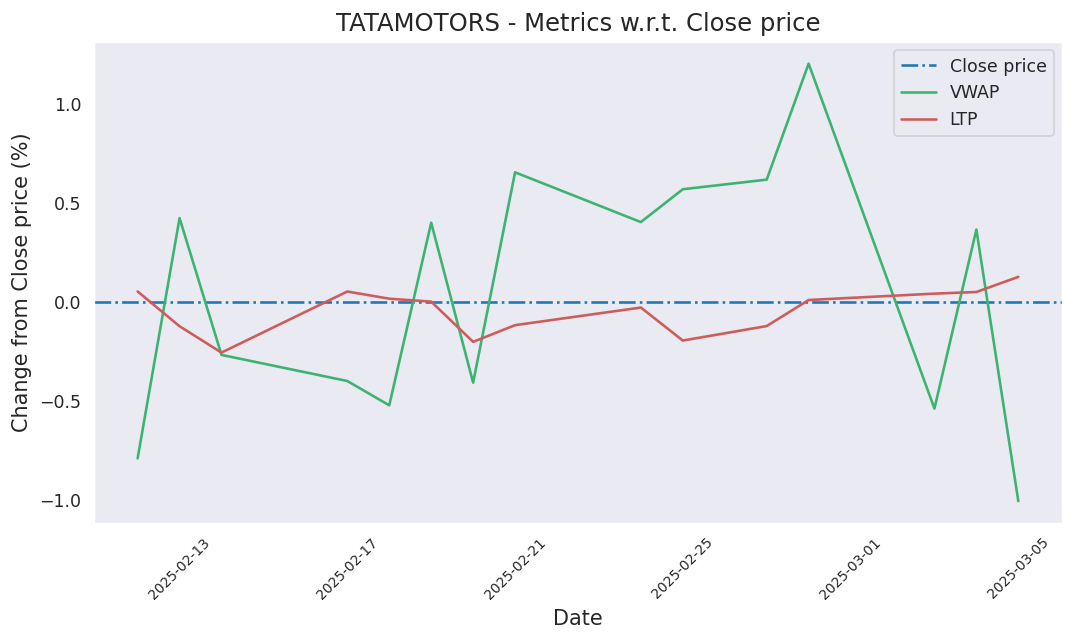 TATAMOTORS - Metrics w.r.t. Close price
Close price
VWAP
LTP
Change from Close price (%)
1.0
0.5
0.0
−0.5
−1.0
2025-02-13
2025-02-17
2025-02-21
2025-02-25
2025-03-01
2025-03-05
Date